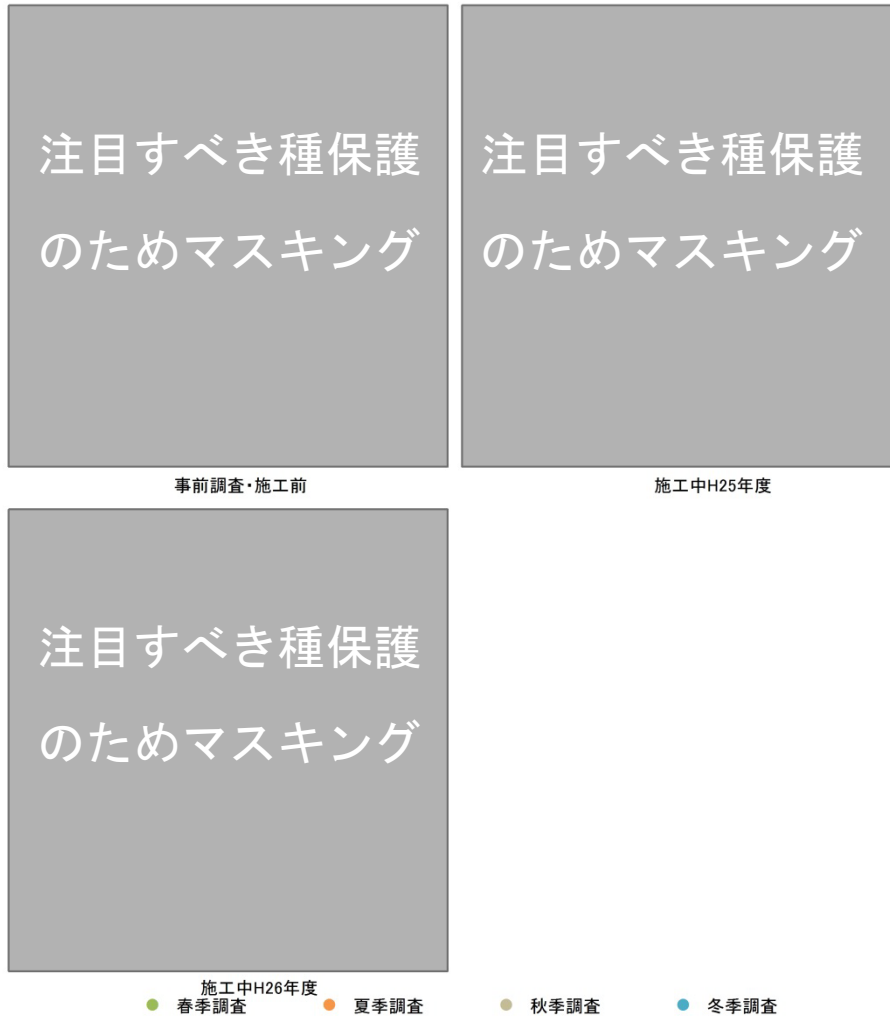 注目すべき種保護
のためマスキング
事前調査・施工前
注目すべき種保護
のためマスキング
施工中H25年度
注目すべき種保護
のためマスキング
施工中H26年度
春季調査
夏季調査
秋季調査
冬季調査